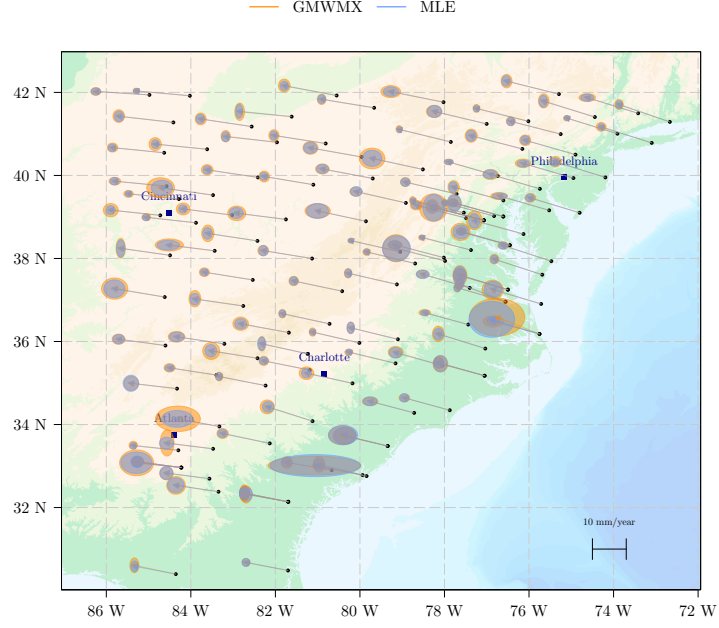 GMWMX MLE
42 N
40 N
38 N
36 N
34 N
32 N
Philadelphia
Cincinnati
Charlotte
Atlanta
10 mm/year
86 W 84 W 82 W 80 W 78 W 76 W 74 W 72 W